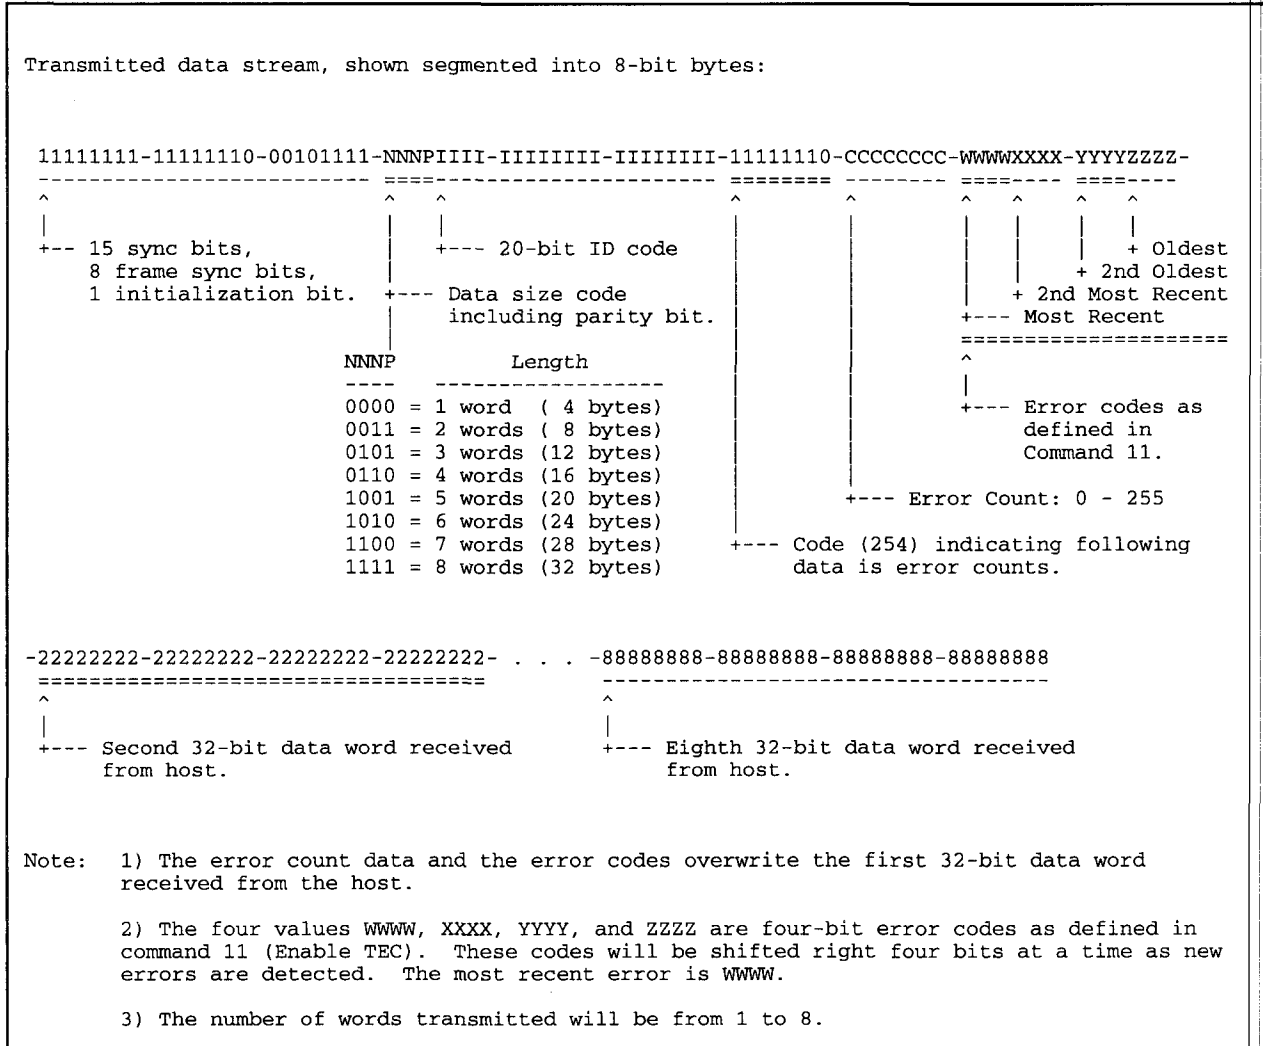 Transmitted data stream, shown segmented into 8-bit bytes:
11111111-11111110-00101111-NNNPIIII-IIIIIIII-IIIIIIII-11111110-CCCCCCCC-WWWWXXXX-YYYYZZZZ-
-------------------------- ====---------------------- ======== -------- ====---- ====----
^ ^ ^ ^ ^ ^ ^ ^ ^
| | | | | | | | |
+-- 15 sync bits, | +--- 20-bit ID code | | | | | + Oldest
8 frame sync bits, | | | | | + 2nd Oldest
1 initialization bit. +--- Data size code | | | + 2nd Most Recent
| including parity bit. | | +--- Most Recent
| | | =====================
NNNP Length | | ^
---- ------------------ | | |
0000 = 1 word ( 4 bytes) | | +--- Error codes as
0011 = 2 words ( 8 bytes) | | defined in
0101 = 3 words (12 bytes) | | Command 11.
0110 = 4 words (16 bytes) | |
1001 = 5 words (20 bytes) | +--- Error Count: 0 - 255
1010 = 6 words (24 bytes) |
1100 = 7 words (28 bytes) +--- Code (254) indicating following
1111 = 8 words (32 bytes) data is error counts.
-22222222-22222222-22222222-22222222- . . . -88888888-88888888-88888888-88888888
=================================== -----------------------------------
^ ^
| |
+--- Second 32-bit data word received +--- Eighth 32-bit data word received
from host. from host.
Note: 1) The error count data and the error codes overwrite the first 32-bit data word
received from the host.
2) The four values WWWW, XXXX, YYYY, and ZZZZ are four-bit error codes as defined in
command 11 (Enable TEC). These codes will be shifted right four bits at a time as new
errors are detected. The most recent error is WWWW.
3) The number of words transmitted will be from 1 to 8.